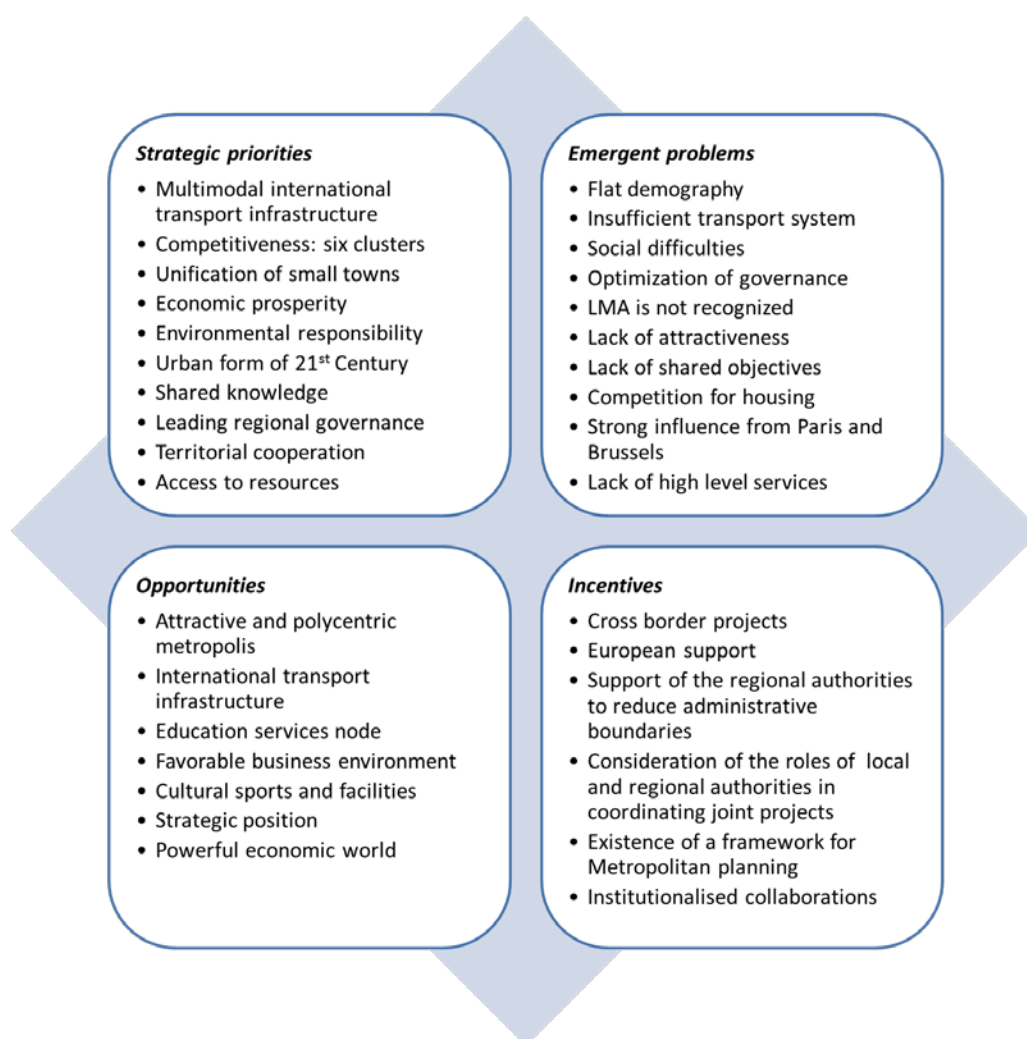 Strategic priorities
• Multimodal international
transport infrastructure
• Competitiveness: six clusters
• Unification of small towns
• Economic prosperity
• Environmental responsibility
• Urban form of 21st Century
• Shared knowledge
• Leading regional governance
• Territorial cooperation
• Access to resources
Emergent problems
• Flat demography
• Insufficient transport system
• Social difficulties
• Optimization of governance
• LMA is not recognized
• Lack of attractiveness
• Lack of shared objectives
• Competition for housing
• Strong influence from Paris and
Brussels
• Lack of high level services
Opportunities
• Attractive and polycentric
metropolis
• International transport
infrastructure
• Education services node
• Favorable business environment
• Cultural sports and facilities
• Strategic position
• Powerful economic world
Incentives
• Cross border projects
• European support
• Support of the regional authorities
to reduce administrative
boundaries
• Consideration of the roles of local
and regional authorities in
coordinating joint projects
• Existence of a framework for
Metropolitan planning
• Institutionalised collaborations